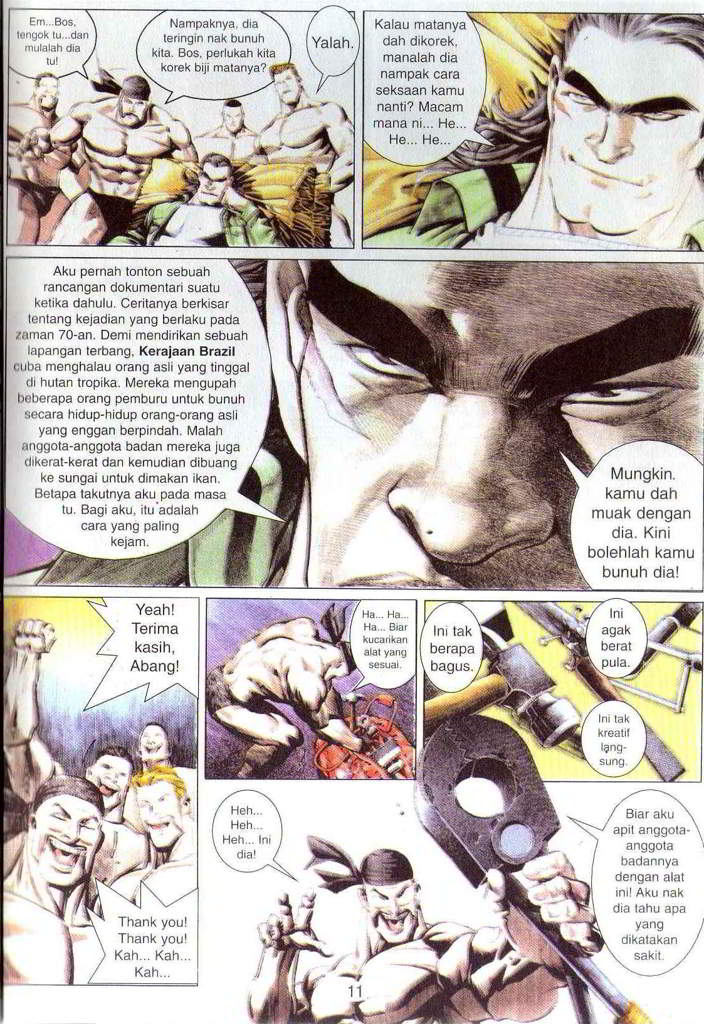 Em...Bos,
tengok tu...dan
mulalah dia
tu!
Nampaknya, dia
teringin nak bunuh
kita. Bos, perlukah kita
korek biji matanya?
Yalah.
Kalau matanya
dah dikorek,
manalah dia
nampak cara
seksaan kamu
nanti? Macam
mana ni... He...
He... He...
Aku pernah tonton sebuah
rancangan dokumentari suatu
ketika dahulu. Ceritanya berkisar
tentang kejadian yang berlaku pada
zaman 70-an. Demi mendirikan sebuah
lapangan terbang, Kerajaan Brazil
cuba menghalau orang asli yang tinggal
di hutan tropika. Mereka mengupah
beberapa orang pemburu untuk bunuh
secara hidup-hidup orang-orang asli
yang enggan berpindah. Malah
anggota-anggota badan mereka juga
dikerat-kerat dan kemudian dibuang
ke sungai untuk dimakan ikan.
Betapa takutnya aku pada masa
tu. Bagi aku, itu adalah
cara yang paling
kejam.
Mungkin.
kamu dah
muak dengan
dia. Kini
bolehlah kamu
bunuh dia!
Yeah!
Terima
kasih,
Abang!
Thank you!
Thank you!
Kah... Kah...
Kah...
Ha... Ha...
Ha... Biar
kucarikan
alat yang
sesuai.
Ini tak
berapa
bagus.
Ini
agak
berat
pula.
Ini tak
kreatif
lang-
sung.
Heh...
Heh...
Heh... Ini
dia!
Biar aku
apit anggota-
anggota
badannya
dengan alat
ini! Aku nak
dia tahu apa
yang
dikatakan
sakit.
11